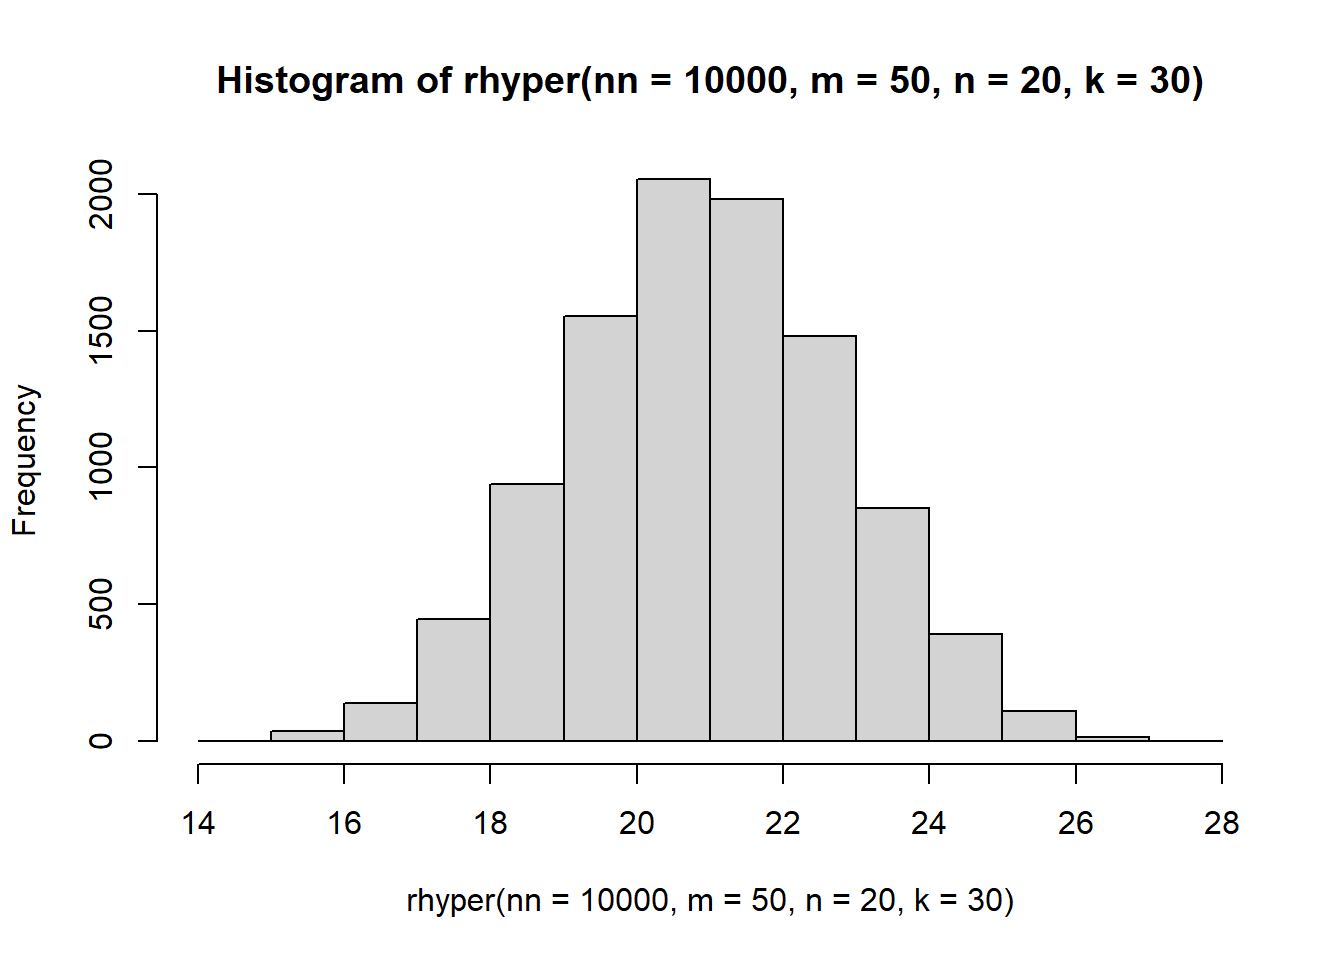 Histogram of rhyper(nn = 10000, m = 50, n = 20, k = 30)
Frequency
2000
1500
1000
500
0
14 16 18 20 22 24 26 28
rhyper(nn = 10000, m = 50, n = 20, k = 30)